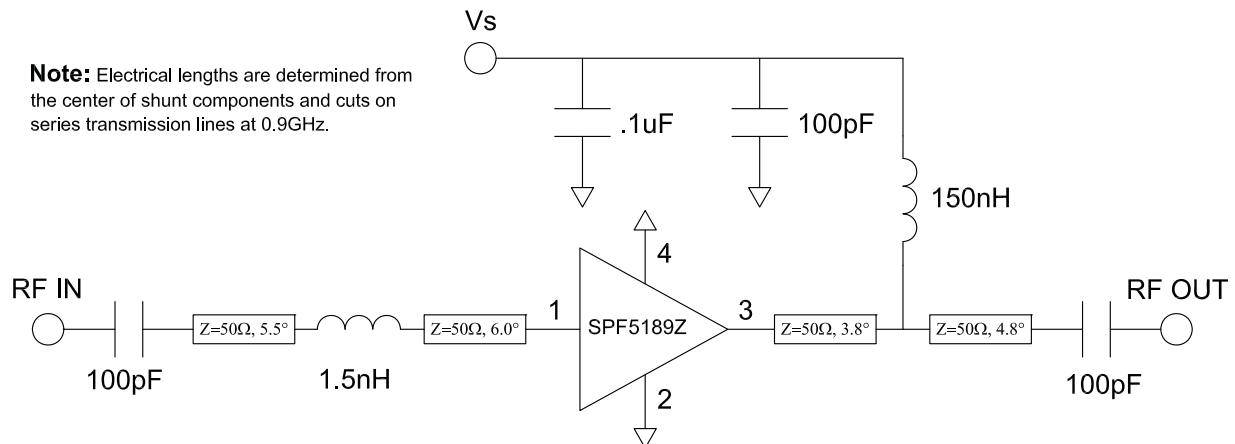 Vs
Note: Electrical lengths are determined from
the center of shunt components and cuts on
series transmission lines at 0.9GHz.
.1uF
100pF
150nH
4
RF IN
1
3
RF OUT
Z=50Ω, 5.5°
Z=50Ω, 6.0°
SPF5189Z
Z=50Ω, 3.8°
Z=50Ω, 4.8°
100pF
1.5nH
2
100pF